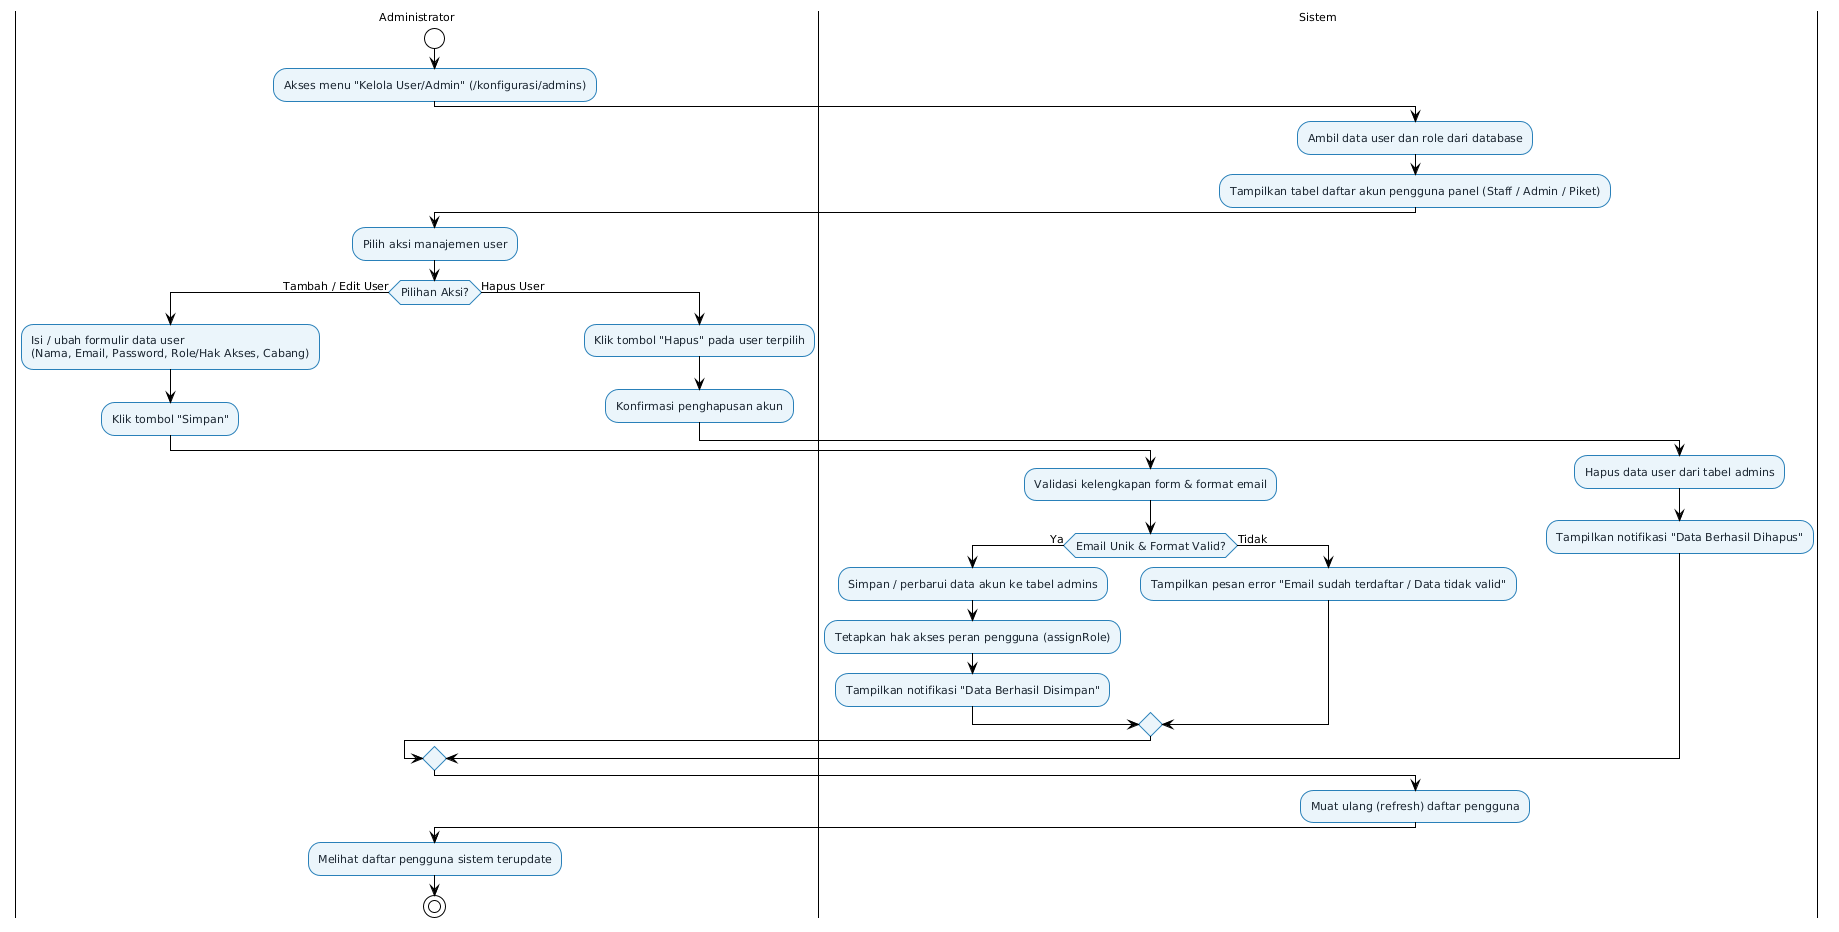 Administrator
Sistem
Akses menu "Kelola User/Admin" (/konfigurasi/admins)
Ambil data user dan role dari database
Tampilkan tabel daftar akun pengguna panel (Staff / Admin / Piket)
Pilih aksi manajemen user
Tambah / Edit User
Pilihan Aksi?
Hapus User
Isi / ubah formulir data user
(Nama, Email, Password, Role/Hak Akses, Cabang)
Klik tombol "Hapus" pada user terpilih
Klik tombol "Simpan"
Konfirmasi penghapusan akun
Validasi kelengkapan form & format email
Hapus data user dari tabel admins
Ya
Email Unik & Format Valid?
Tidak
Tampilkan notifikasi "Data Berhasil Dihapus"
Simpan / perbarui data akun ke tabel admins
Tampilkan pesan error "Email sudah terdaftar / Data tidak valid"
Tetapkan hak akses peran pengguna (assignRole)
Tampilkan notifikasi "Data Berhasil Disimpan"
Muat ulang (refresh) daftar pengguna
Melihat daftar pengguna sistem terupdate